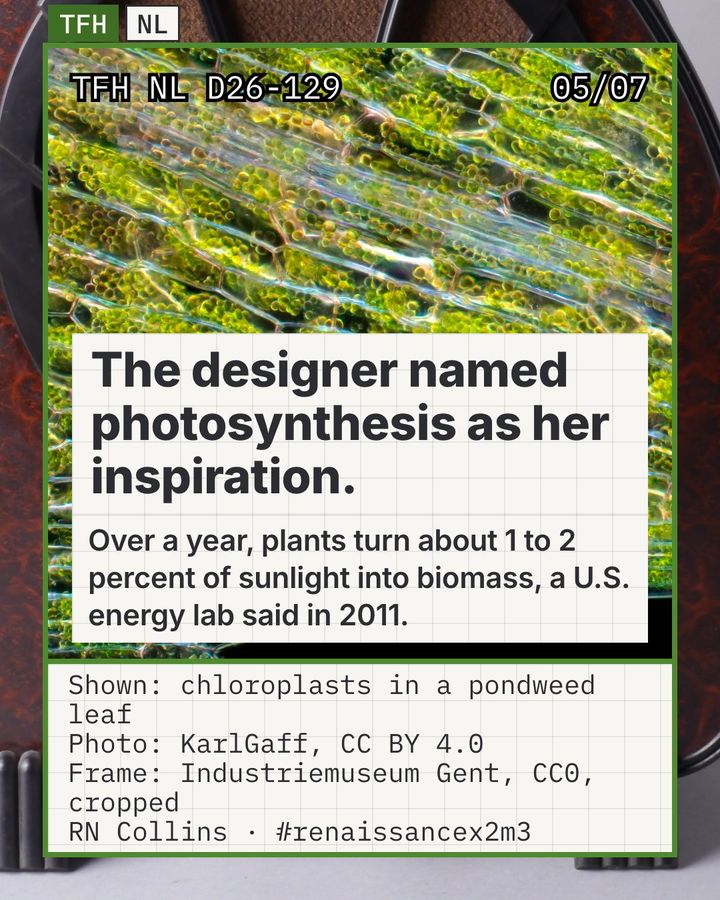 TFH NL
TFH NL D26-129 05/07
The designer named
photosynthesis as her
inspiration.
Over a year, plants turn about 1 to 2
percent of sunlight into biomass, a U.S.
energy lab said in 2011.
Shown: chloroplasts in a pondweed
leaf
Photo: KarlGaff, CC BY 4.0
Frame: Industriemuseum Gent, CC0,
cropped
RN Collins · #renaissancex2m3